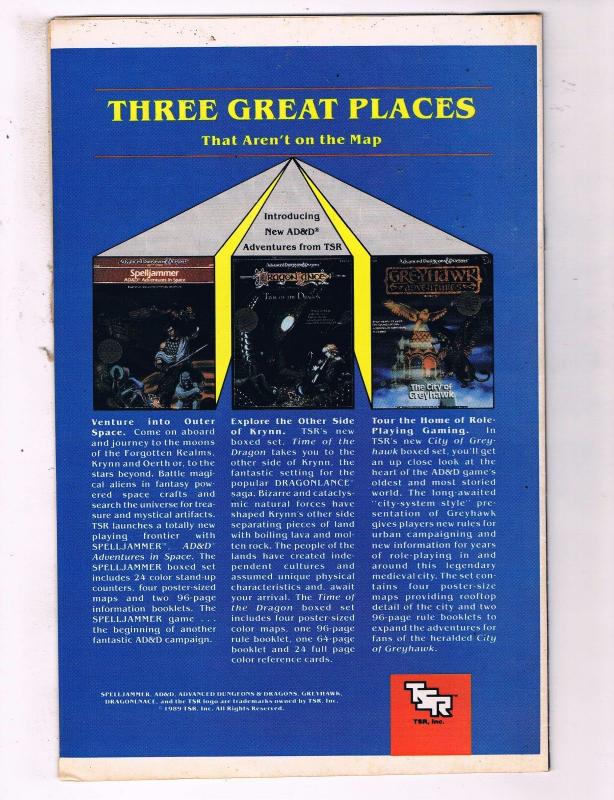 THREE GREAT PLACES
That Aren't on the Map
Introducing
New AD&D®
Adventures from TSR
Advanced Dungeons & Dragons
Spelljammer
AD&D Adventures in Space
Advanced Dungeons & Dragons
DRAGONLANCE
Time of the Dragon
Advanced Dungeons & Dragons
GREYHAWK
ADVENTURES
The City of
Greyhawk
Venture into Outer
Space. Come on aboard
and journey to the moons
of the Forgotten Realms,
Krynn and Oerth or, to the
stars beyond. Battle magi-
cal aliens in fantasy pow-
ered space crafts and
search the universe for trea-
sure and mystical artifacts.
TSR launches a totally new
playing frontier with
SPELLJAMMER™, AD&D®
Adventures in Space. The
SPELLJAMMER boxed set
includes 24 color stand-up
counters, four poster-sized
maps and two 96-page
information booklets. The
SPELLJAMMER game . . .
the beginning of another
fantastic AD&D campaign.
Explore the Other Side
of Krynn. TSR's new
boxed set, Time of the
Dragon takes you to the
other side of Krynn, the
fantastic setting for the
popular DRAGONLANCE®
saga. Bizarre and cataclys-
mic natural forces have
shaped Krynn's other side
separating pieces of land
with boiling lava and mol-
ten rock. The people of the
lands have created inde-
pendent cultures and
assumed unique physical
characteristics and, await
your arrival. The Time of
the Dragon boxed set
includes four poster-sized
color maps, one 96-page
rule booklet, one 64-page
booklet and 24 full page
color reference cards.
Tour the Home of Role-
Playing Gaming. In
TSR's new City of Grey-
hawk boxed set, you'll get
an up close look at the
heart of the AD&D game's
oldest and most storied
world. The long-awaited
"city-system style" pre-
sentation of Greyhawk
gives players new rules for
urban campaigning and
new information for years
of role-playing in and
around this legendary
medieval city. The set con-
tains four poster-size
maps providing rooftop
detail of the city and two
96-page rule booklets to
expand the adventures for
fans of the heralded City
of Greyhawk.
SPELLJAMMER, AD&D, ADVANCED DUNGEONS & DRAGONS, GREYHAWK,
DRAGONLNACE, and the TSR logo are trademarks owned by TSR, Inc.
©1989 TSR, Inc. All Rights Reserved.
TSR™
TSR, Inc.